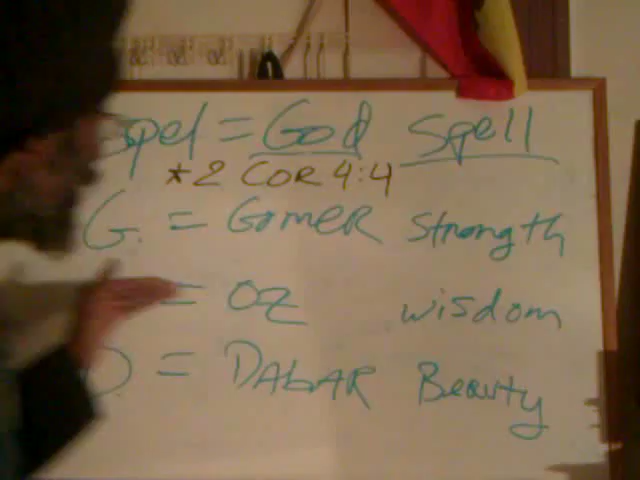 spel = God Spell
* 2 COR 4:4
G. = GomER Strength
= OZ wisdom
D = DAbAR Beauty